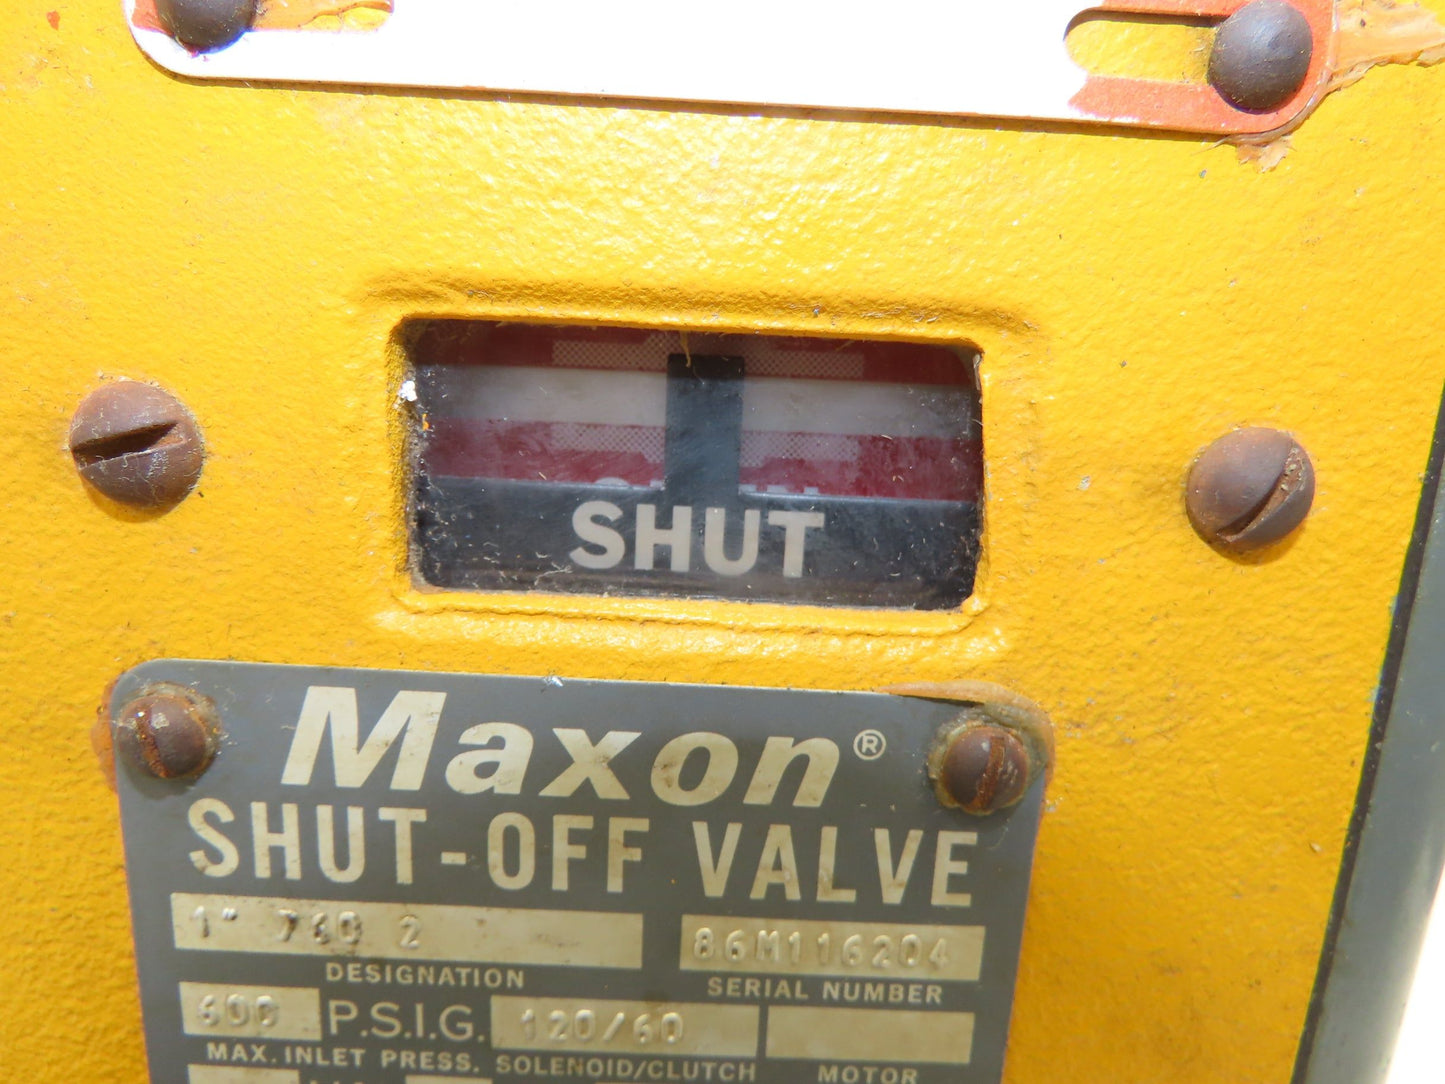 SHUT
Maxon®
SHUT-OFF VALVE
1" 760 2 86M116204
DESIGNATION SERIAL NUMBER
600 P.S.I.G. 120/60
MAX. INLET PRESS. SOLENOID/CLUTCH MOTOR